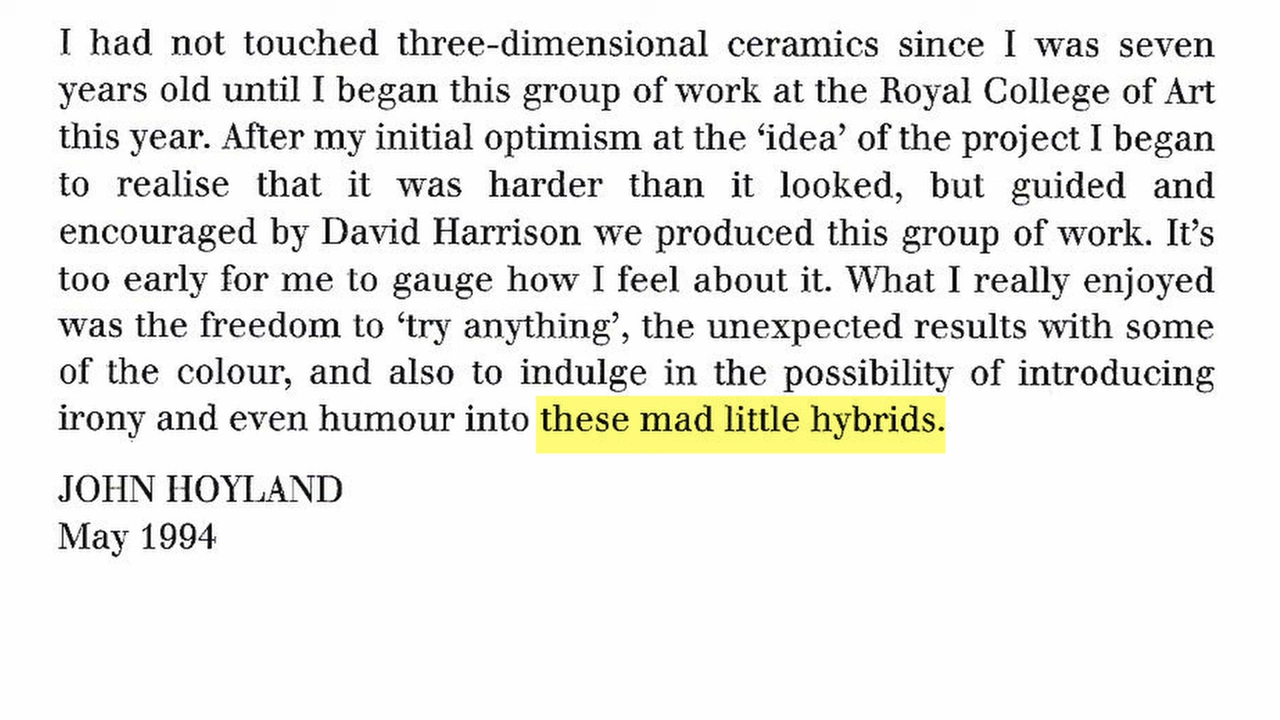 I had not touched three-dimensional ceramics since I was seven
years old until I began this group of work at the Royal College of Art
this year. After my initial optimism at the ‘idea’ of the project I began
to realise that it was harder than it looked, but guided and
encouraged by David Harrison we produced this group of work. It’s
too early for me to gauge how I feel about it. What I really enjoyed
was the freedom to ‘try anything’, the unexpected results with some
of the colour, and also to indulge in the possibility of introducing
irony and even humour into these mad little hybrids.
JOHN HOYLAND
May 1994